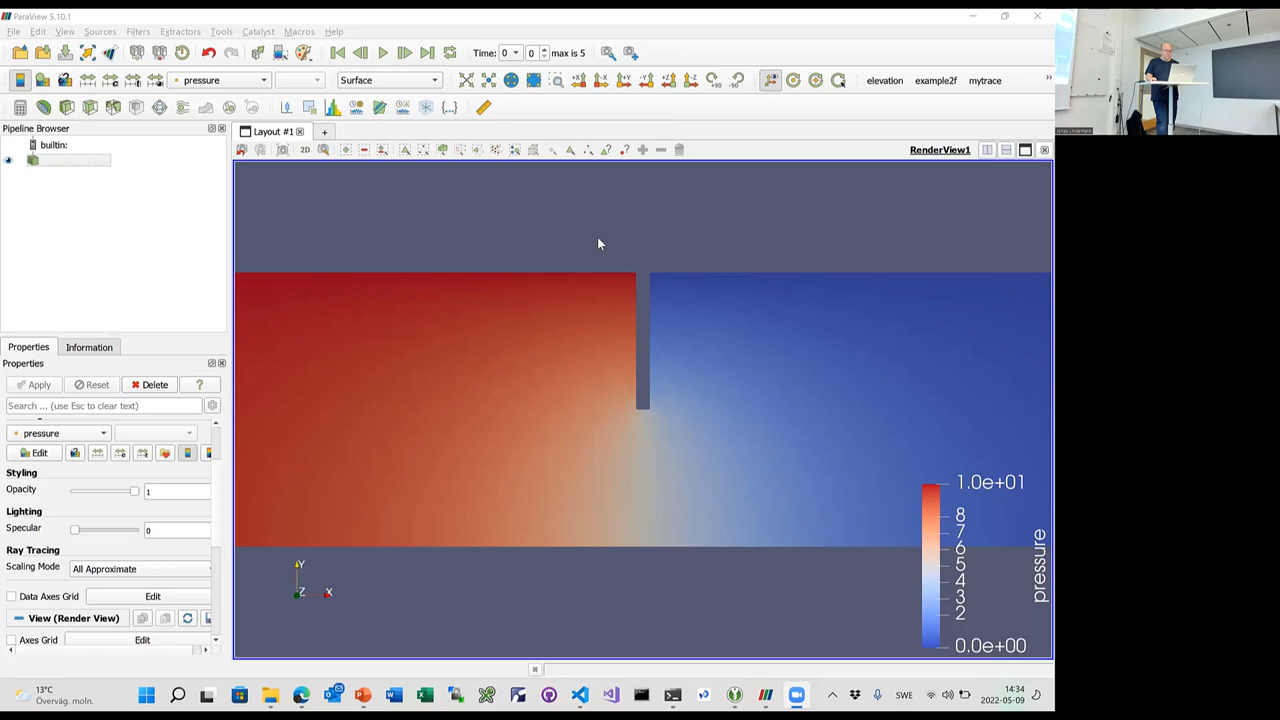 ParaView 5.10.1
File Edit View Sources Filters Extractors Tools Catalyst Macros Help
Time: 0 0 max is 5
pressure Surface elevation example2f mytrace »
Pipeline Browser
builtin:
Layout #1
2D RenderView1
Properties Information
Properties
Apply Reset Delete ?
Search ... (use Esc to clear text)
pressure
Edit
Styling
Opacity 1
Lighting
Specular 0
Ray Tracing
Scaling Mode All Approximate
Data Axes Grid Edit
View (Render View)
Axes Grid Edit
Y
Z X
1.0e+01
8
7
6
5
4
3
2
0.0e+00
pressure
Jonas Lindemann
13°C
Överväg. moln.
SWE
14:34
2022-05-09